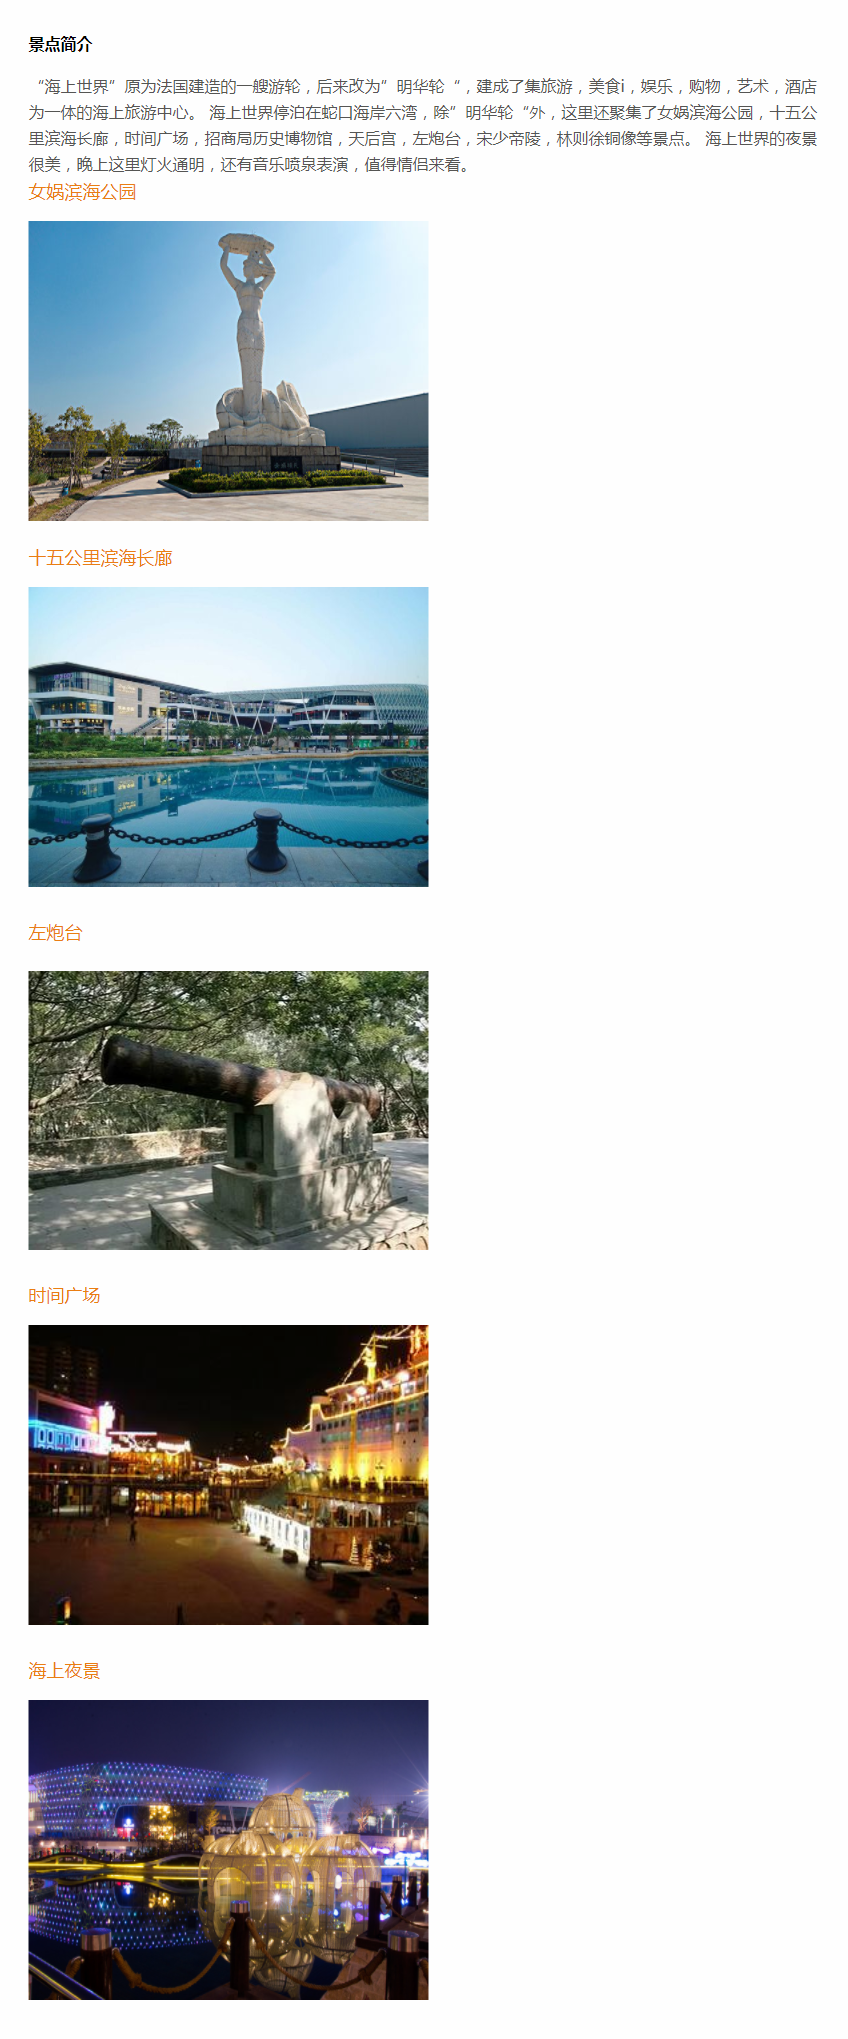 景点简介
“海上世界”原为法国建造的一艘游轮，后来改为”明华轮“，建成了集旅游，美食i，娱乐，购物，艺术，酒店
为一体的海上旅游中心。 海上世界停泊在蛇口海岸六湾，除”明华轮“外，这里还聚集了女娲滨海公园，十五公
里滨海长廊，时间广场，招商局历史博物馆，天后宫，左炮台，宋少帝陵，林则徐铜像等景点。 海上世界的夜景
很美，晚上这里灯火通明，还有音乐喷泉表演，值得情侣来看。
女娲滨海公园
十五公里滨海长廊
左炮台
时间广场
海上夜景